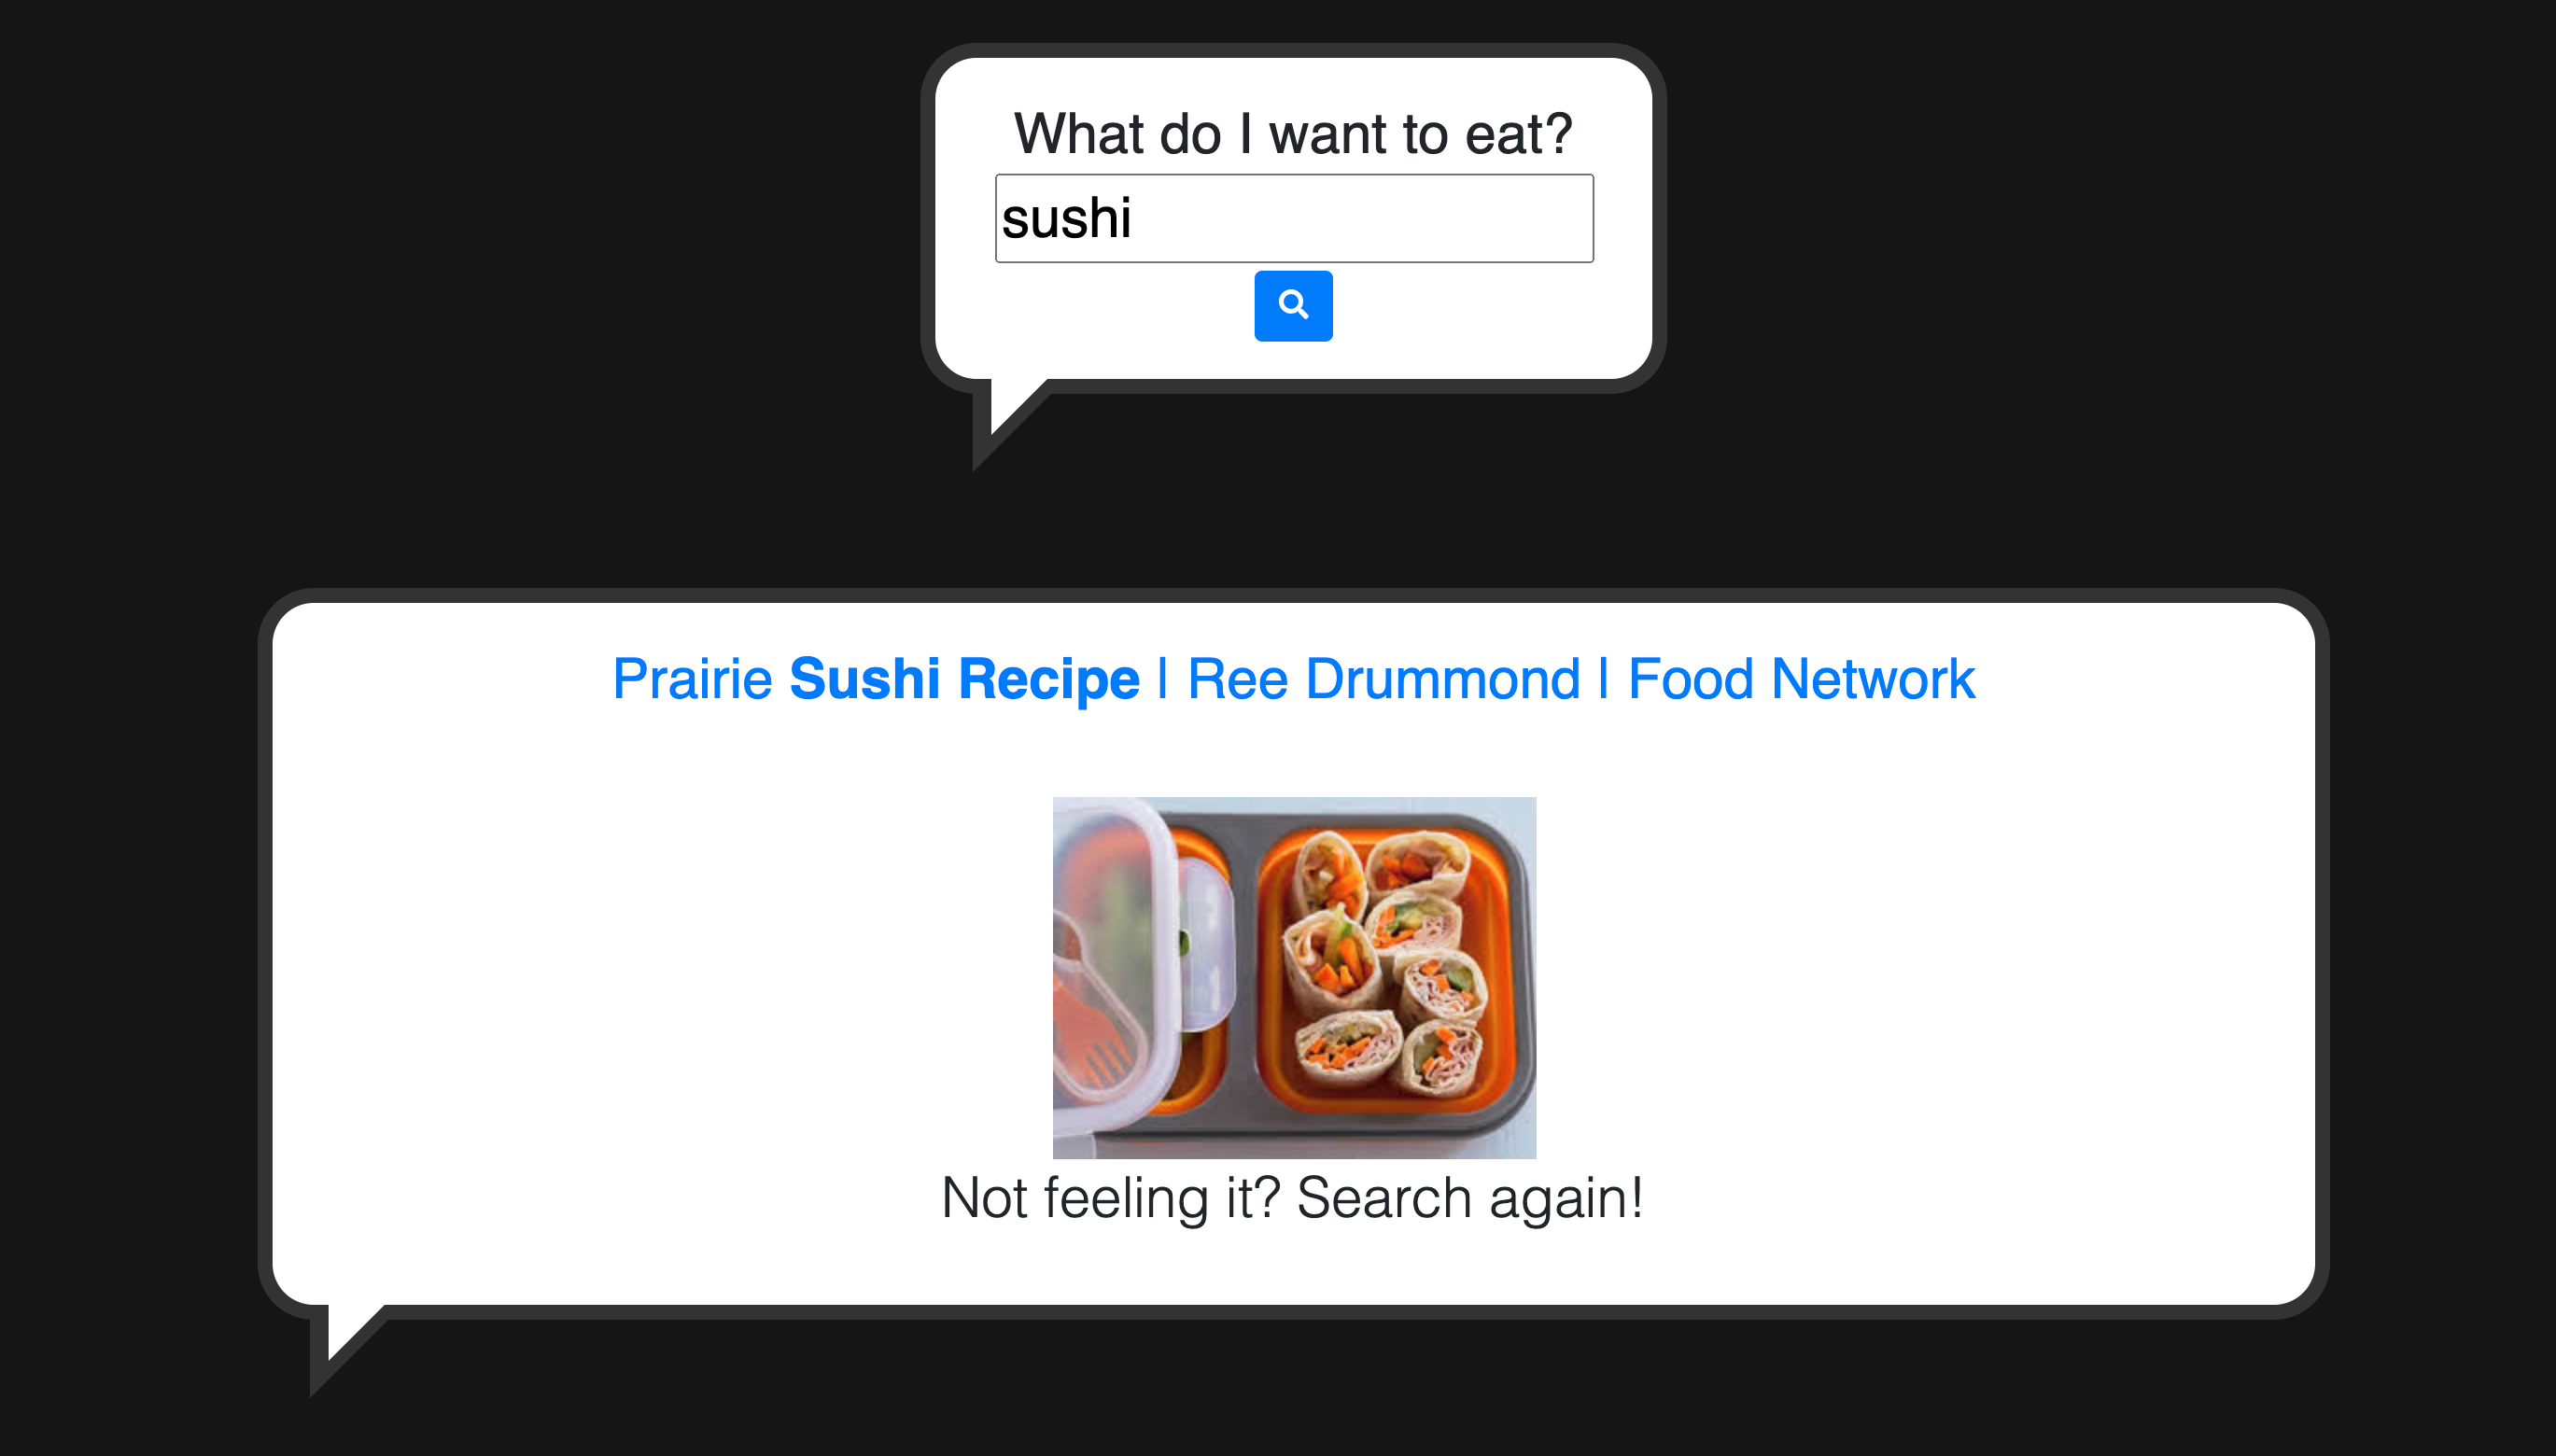 What do I want to eat?
sushi
Prairie Sushi Recipe | Ree Drummond | Food Network
Not feeling it? Search again!